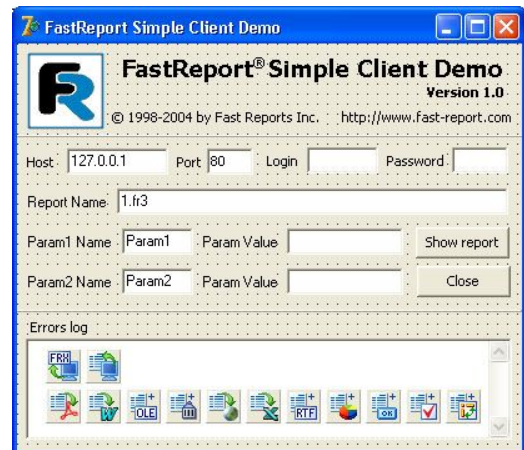 FastReport Simple Client Demo
FR
FastReport® Simple Client Demo
Version 1.0
© 1998-2004 by Fast Reports Inc. http://www.fast-report.com
Host 127.0.0.1 Port 80 Login Password
Report Name 1.fr3
Param1 Name Param1 Param Value Show report
Param2 Name Param2 Param Value Close
Errors log
FRX
W OLE X RTF OK